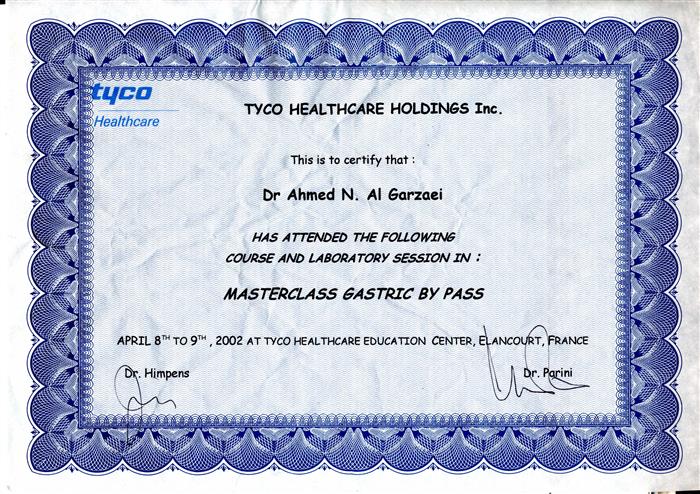 tyco
Healthcare
TYCO HEALTHCARE HOLDINGS Inc.
This is to certify that :
Dr Ahmed N. Al Garzaei
HAS ATTENDED THE FOLLOWING
COURSE AND LABORATORY SESSION IN :
MASTERCLASS GASTRIC BY PASS
APRIL 8TH TO 9TH , 2002 AT TYCO HEALTHCARE EDUCATION CENTER, ELANCOURT, FRANCE
Dr. Himpens
Dr. Parini